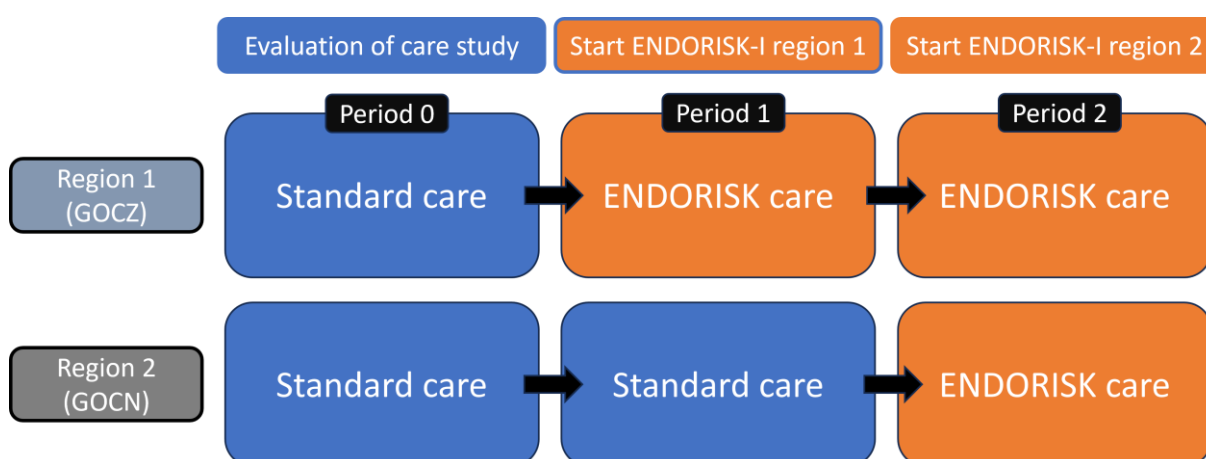 Evaluation of care study
Start ENDORISK-I region 1
Start ENDORISK-I region 2
Period 0
Period 1
Period 2
Region 1
(GOCZ)
Standard care
ENDORISK care
ENDORISK care
Region 2
(GOCN)
Standard care
Standard care
ENDORISK care